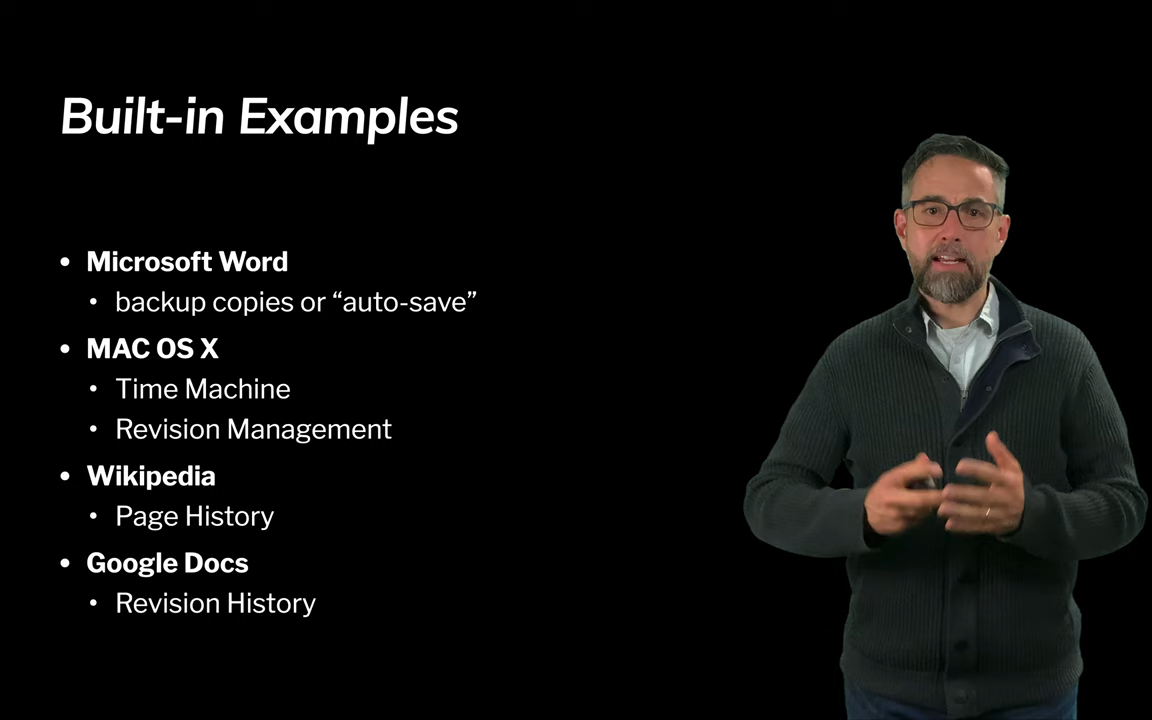 Built-in Examples
• Microsoft Word
• backup copies or “auto-save”
• MAC OS X
• Time Machine
• Revision Management
• Wikipedia
• Page History
• Google Docs
• Revision History